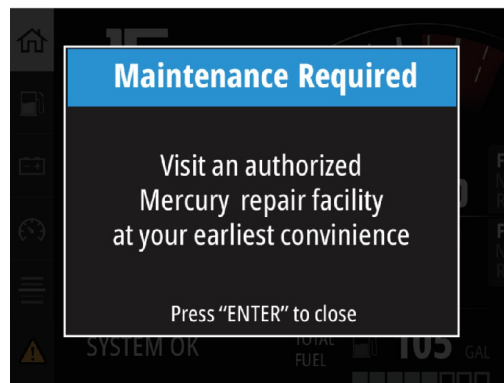 Maintenance Required
Visit an authorized
Mercury repair facility
at your earliest convinience
Press “ENTER” to close
SYSTEM OK
TOTAL
FUEL
105 GAL